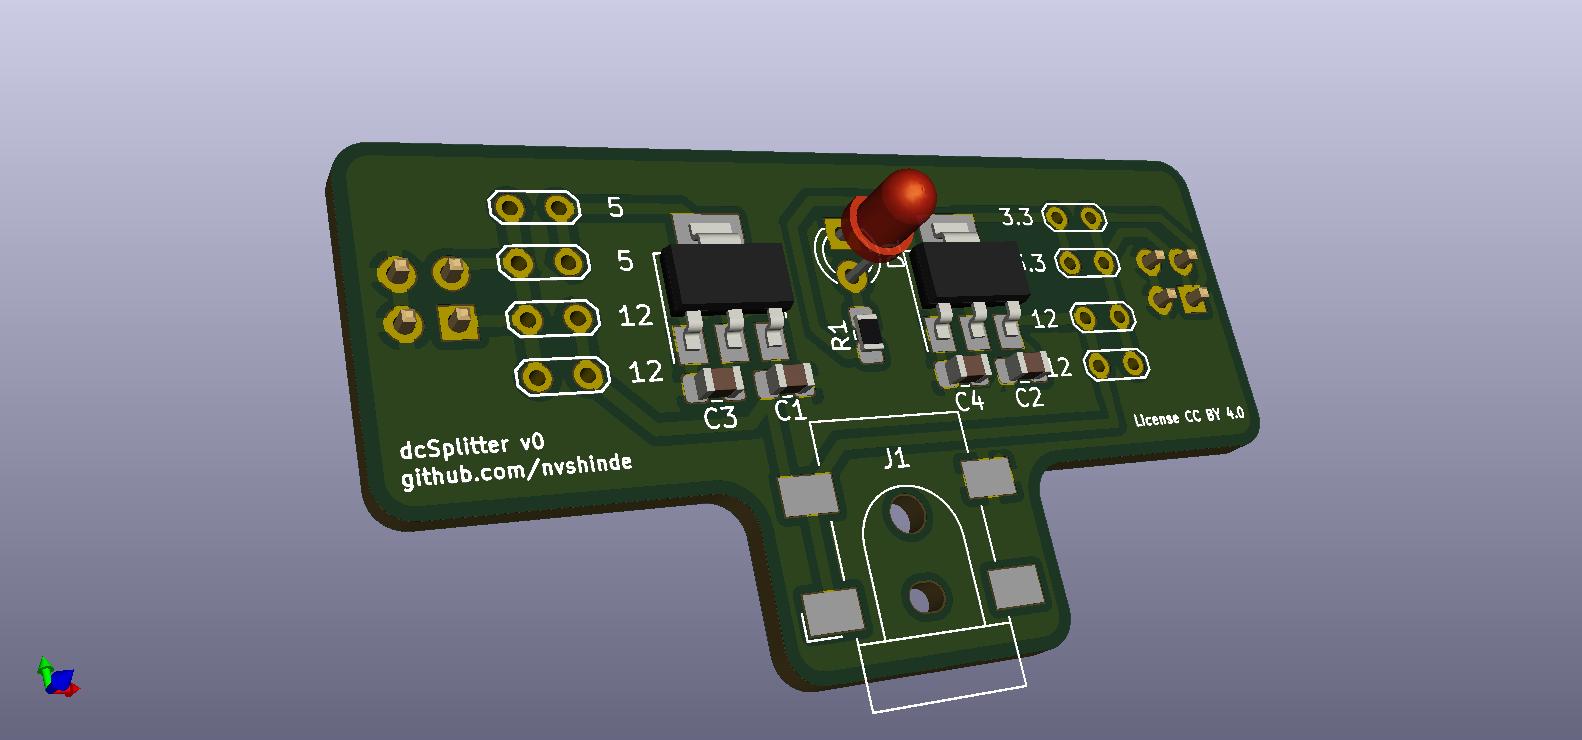 5
5
12
12
3.3
.3
12
12
R1
C3
C1
C4
C2
J1
dcSplitter v0
github.com/nvshinde
License CC BY 4.0